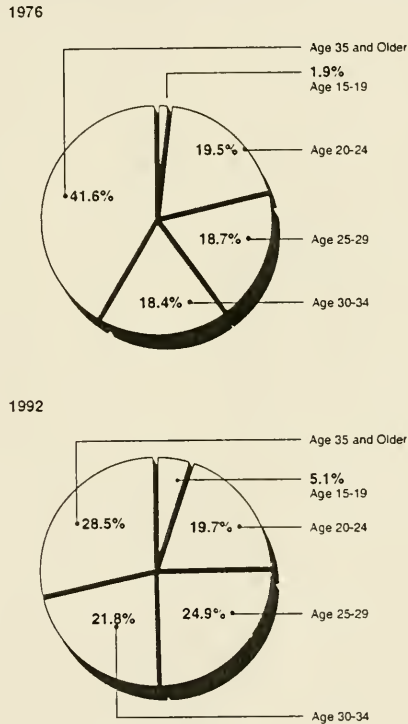 1976
Age 35 and Older
1.9%
Age 15-19
19.5%
Age 20-24
41.6%
18.7%
Age 25-29
18.4%
Age 30-34
1992
Age 35 and Older
5.1%
Age 15-19
28.5%
19.7%
Age 20-24
21.8%
24.9%
Age 25-29
Age 30-34